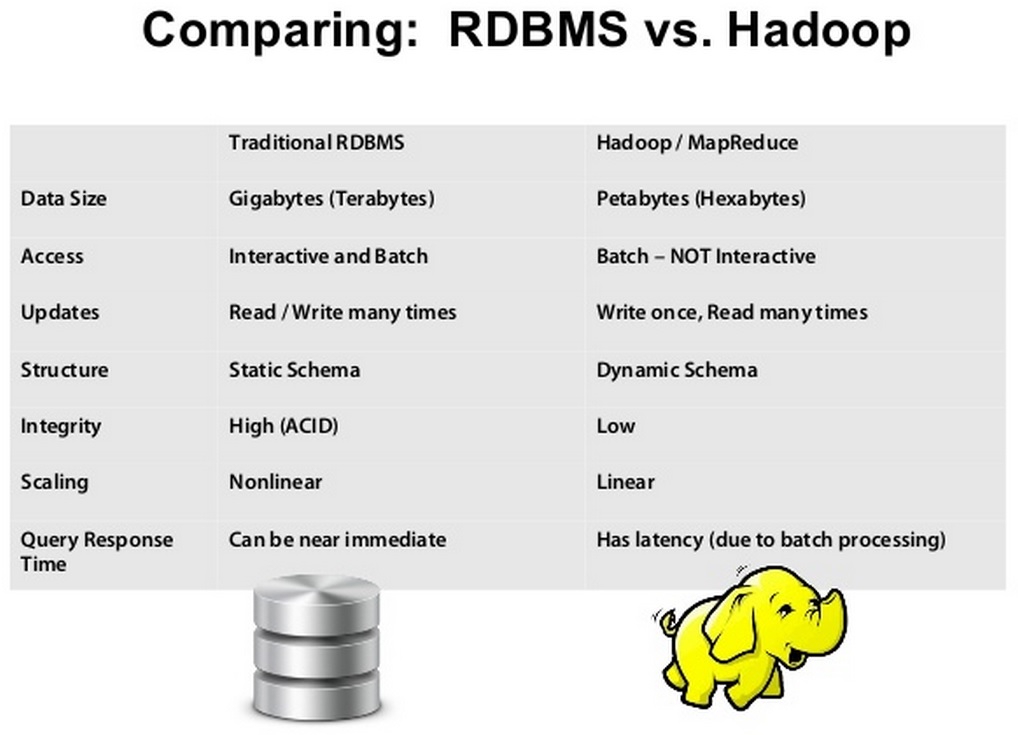 Comparing: RDBMS vs. Hadoop
Traditional RDBMS
Hadoop / MapReduce
Data Size
Gigabytes (Terabytes)
Petabytes (Hexabytes)
Access
Interactive and Batch
Batch – NOT Interactive
Updates
Read / Write many times
Write once, Read many times
Structure
Static Schema
Dynamic Schema
Integrity
High (ACID)
Low
Scaling
Nonlinear
Linear
Query Response
Time
Can be near immediate
Has latency (due to batch processing)